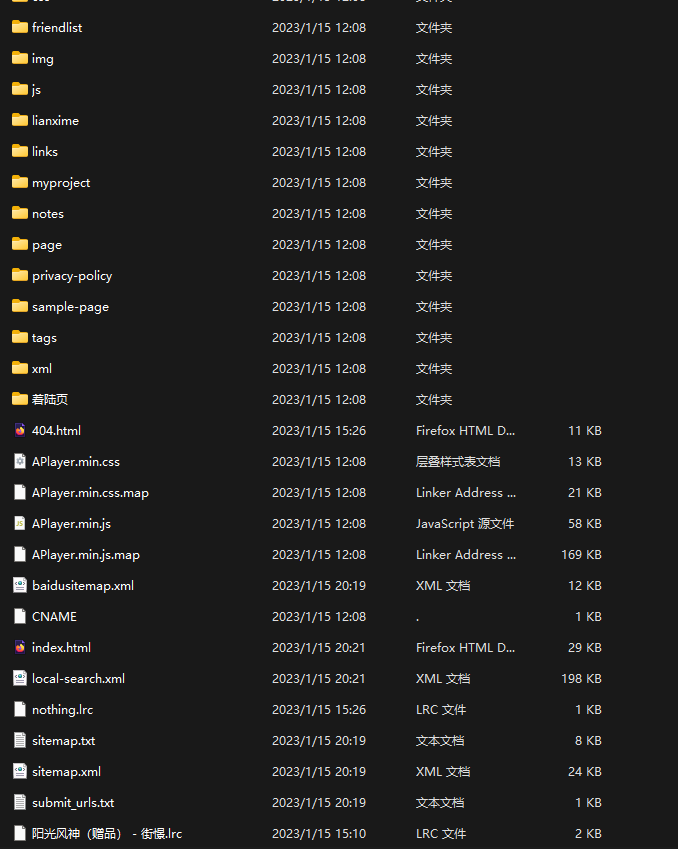 friendlist 2023/1/15 12:08 文件夹
img 2023/1/15 12:08 文件夹
js 2023/1/15 12:08 文件夹
lianxime 2023/1/15 12:08 文件夹
links 2023/1/15 12:08 文件夹
myproject 2023/1/15 12:08 文件夹
notes 2023/1/15 12:08 文件夹
page 2023/1/15 12:08 文件夹
privacy-policy 2023/1/15 12:08 文件夹
sample-page 2023/1/15 12:08 文件夹
tags 2023/1/15 12:08 文件夹
xml 2023/1/15 12:08 文件夹
着陆页 2023/1/15 12:08 文件夹
404.html 2023/1/15 15:26 Firefox HTML D... 11 KB
APlayer.min.css 2023/1/15 12:08 层叠样式表文档 13 KB
APlayer.min.css.map 2023/1/15 12:08 Linker Address ... 21 KB
APlayer.min.js 2023/1/15 12:08 JavaScript 源文件 58 KB
APlayer.min.js.map 2023/1/15 12:08 Linker Address ... 169 KB
baidusitemap.xml 2023/1/15 20:19 XML 文档 12 KB
CNAME 2023/1/15 12:08 . 1 KB
index.html 2023/1/15 20:21 Firefox HTML D... 29 KB
local-search.xml 2023/1/15 20:21 XML 文档 198 KB
nothing.lrc 2023/1/15 15:26 LRC 文件 1 KB
sitemap.txt 2023/1/15 20:19 文本文档 8 KB
sitemap.xml 2023/1/15 20:19 XML 文档 24 KB
submit_urls.txt 2023/1/15 20:19 文本文档 1 KB
阳光风神（赠品） - 街憬.lrc 2023/1/15 15:10 LRC 文件 2 KB